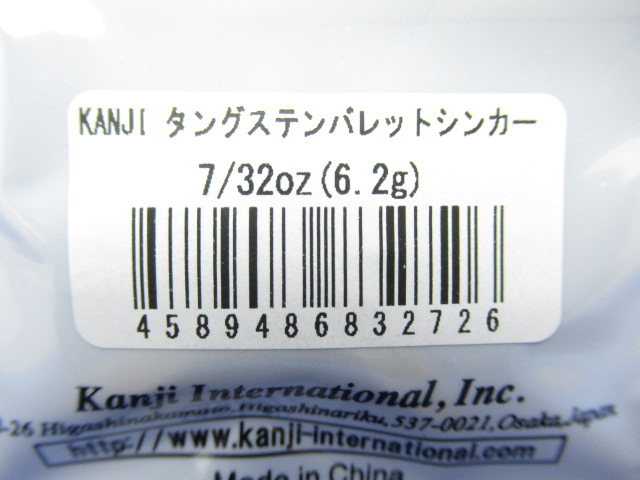 KANJI タングステンバレットシンカー
7/32oz(6.2g)
4589486832726
Kanji International, Inc.
-26 Higashinakamoto, Higashinariku, 537-0021, Osaka, Japan
http://www.kanji-international.com
Made in China